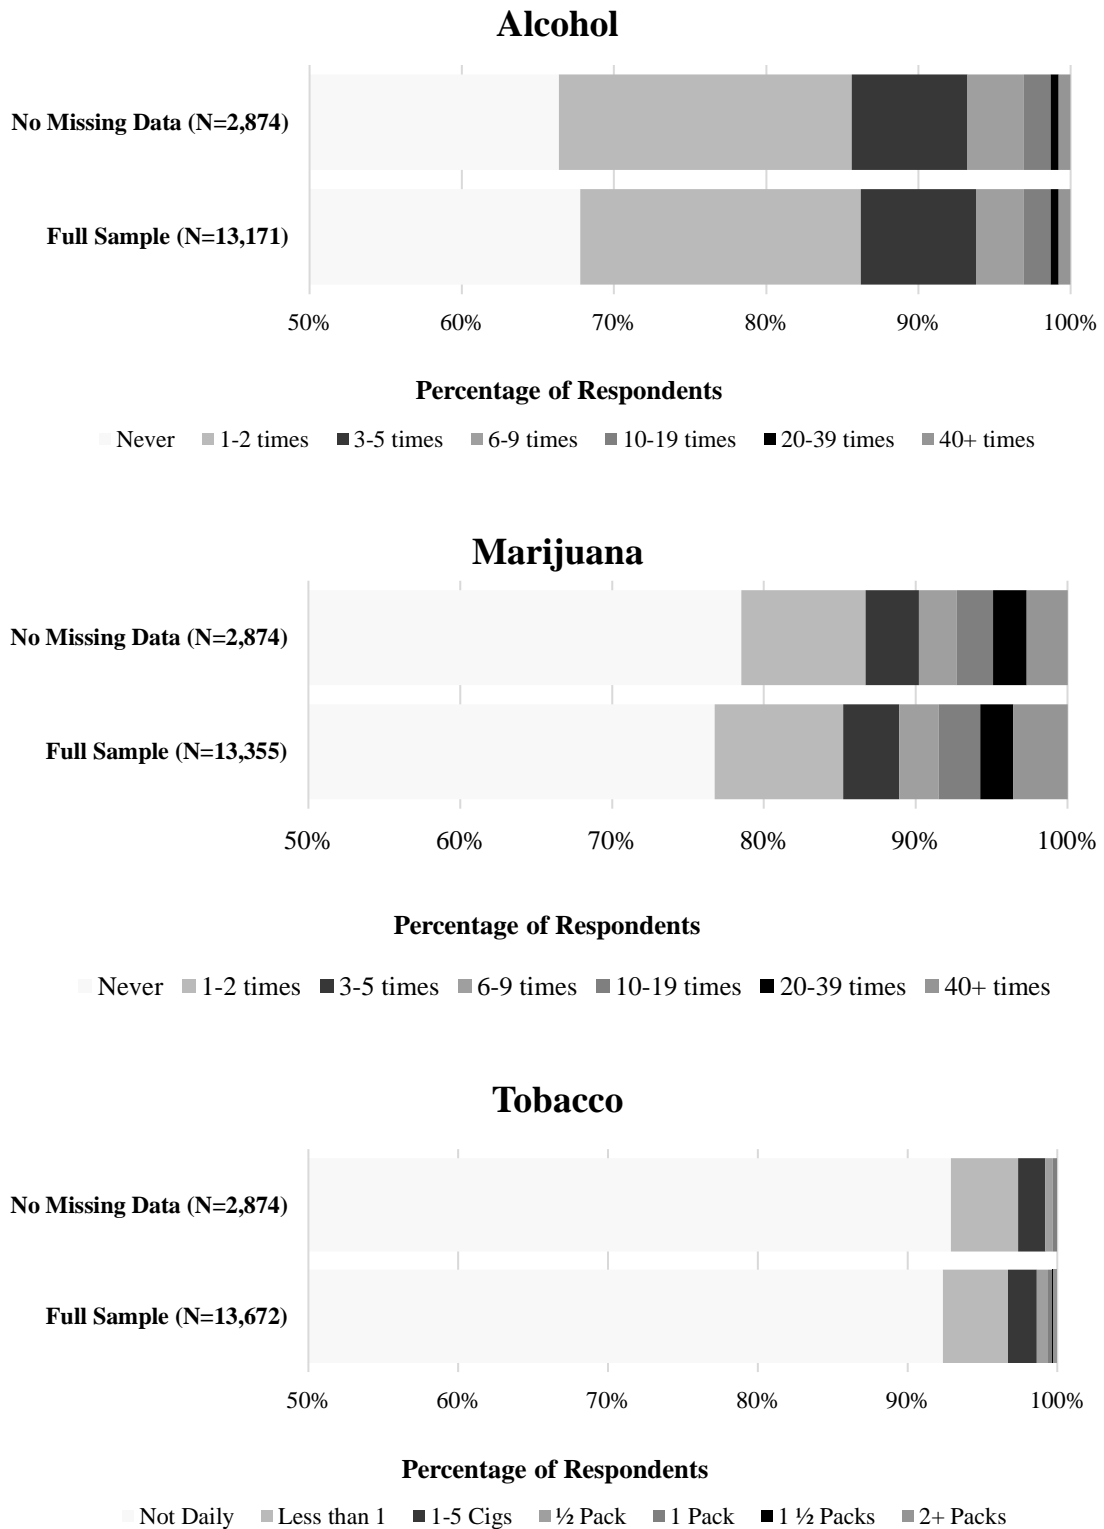 Alcohol
No Missing Data (N=2,874)
Full Sample (N=13,171)
50% 60% 70% 80% 90% 100%
Percentage of Respondents
Never 1-2 times 3-5 times 6-9 times 10-19 times 20-39 times 40+ times
Marijuana
No Missing Data (N=2,874)
Full Sample (N=13,355)
50% 60% 70% 80% 90% 100%
Percentage of Respondents
Never 1-2 times 3-5 times 6-9 times 10-19 times 20-39 times 40+ times
Tobacco
No Missing Data (N=2,874)
Full Sample (N=13,672)
50% 60% 70% 80% 90% 100%
Percentage of Respondents
Not Daily Less than 1 1-5 Cigs ½ Pack 1 Pack 1 ½ Packs 2+ Packs